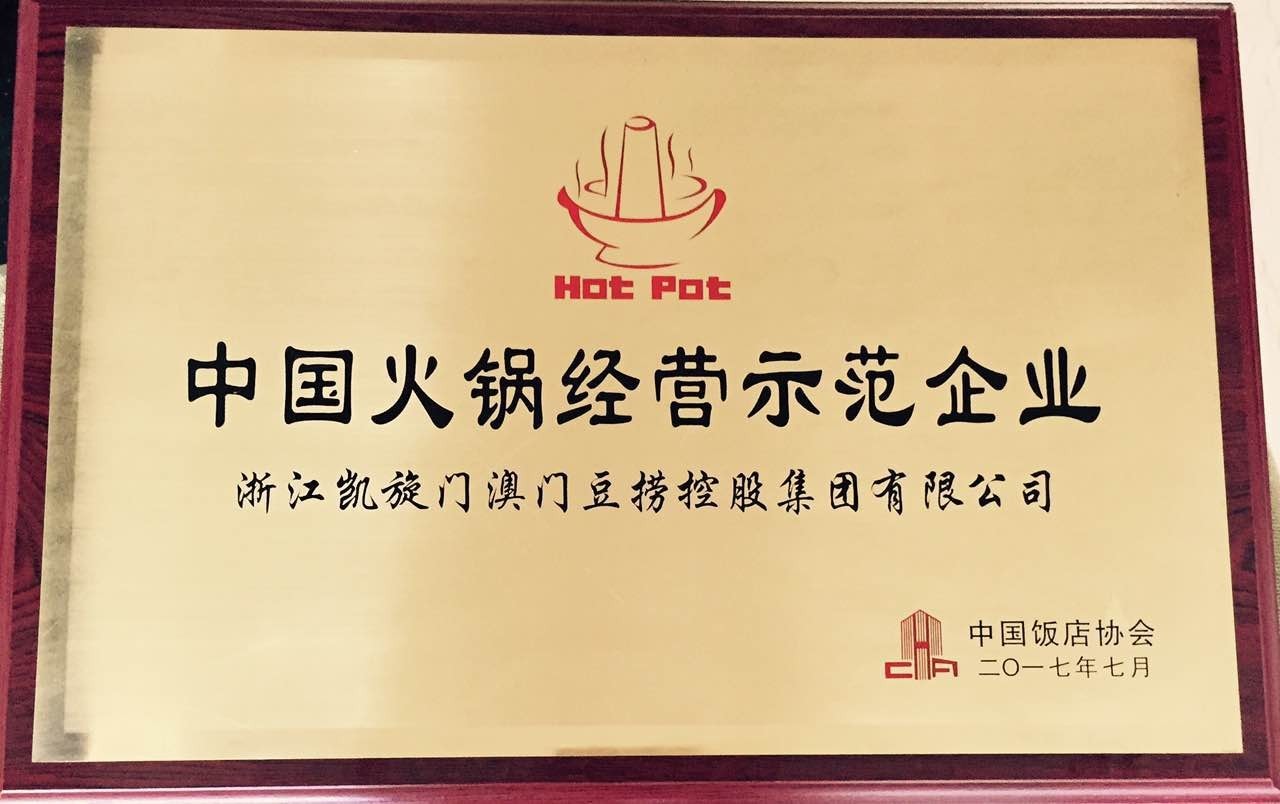 Hot Pot
中国火锅经营示范企业
浙江凯旋门澳门豆捞控股集团有限公司
CHA
中国饭店协会
二〇一七年七月